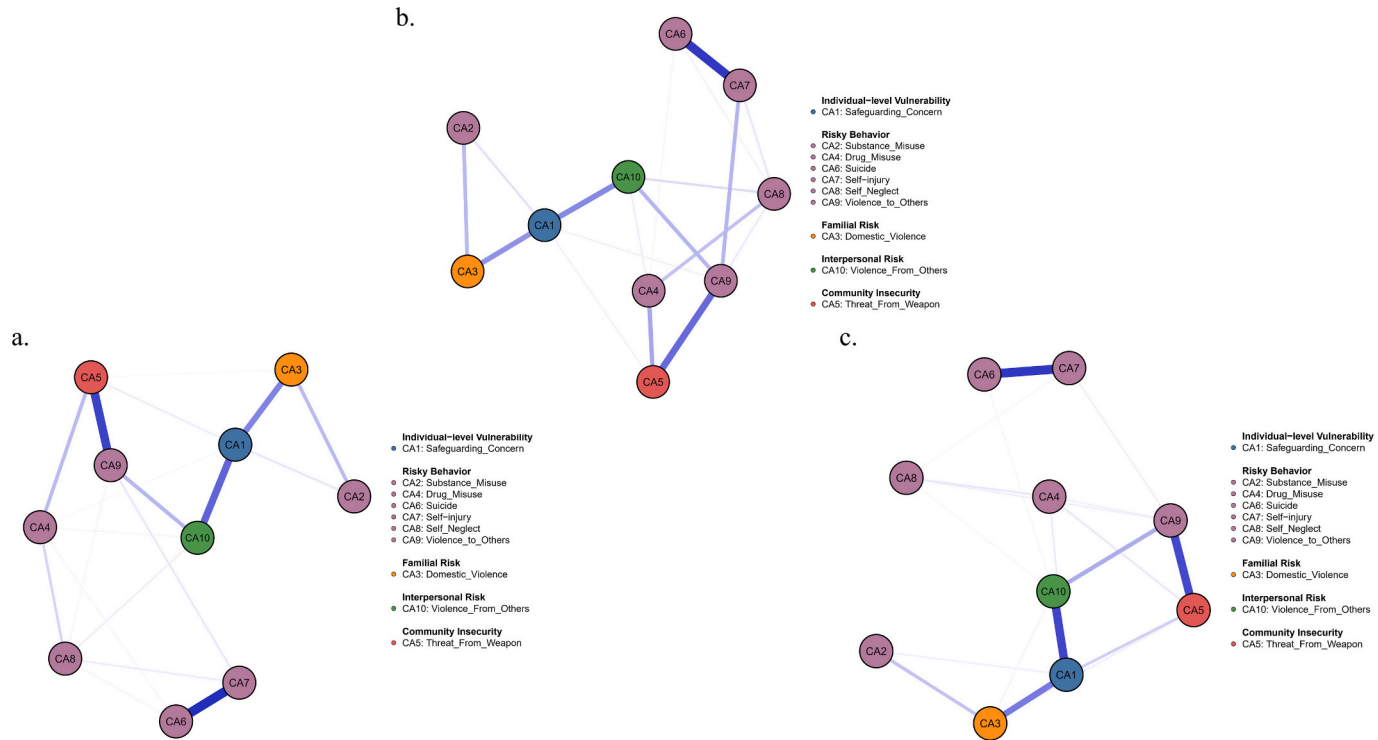 b.
CA6
CA7
CA2
CA10
CA8
CA1
CA3
CA9
CA4
CA5
Individual−level Vulnerability
CA1: Safeguarding_Concern
Risky Behavior
CA2: Substance_Misuse
CA4: Drug_Misuse
CA6: Suicide
CA7: Self-injury
CA8: Self_Neglect
CA9: Violence_to_Others
Familial Risk
CA3: Domestic_Violence
Interpersonal Risk
CA10: Violence_From_Others
Community Insecurity
CA5: Threat_From_Weapon
a.
CA3
CA5
CA1
CA9
CA2
CA4
CA10
CA8
CA7
CA6
Individual−level Vulnerability
CA1: Safeguarding_Concern
Risky Behavior
CA2: Substance_Misuse
CA4: Drug_Misuse
CA6: Suicide
CA7: Self-injury
CA8: Self_Neglect
CA9: Violence_to_Others
Familial Risk
CA3: Domestic_Violence
Interpersonal Risk
CA10: Violence_From_Others
Community Insecurity
CA5: Threat_From_Weapon
c.
CA6
CA7
CA8
CA4
CA9
CA10
CA5
CA2
CA1
CA3
Individual−level Vulnerability
CA1: Safeguarding_Concern
Risky Behavior
CA2: Substance_Misuse
CA4: Drug_Misuse
CA6: Suicide
CA7: Self-injury
CA8: Self_Neglect
CA9: Violence_to_Others
Familial Risk
CA3: Domestic_Violence
Interpersonal Risk
CA10: Violence_From_Others
Community Insecurity
CA5: Threat_From_Weapon